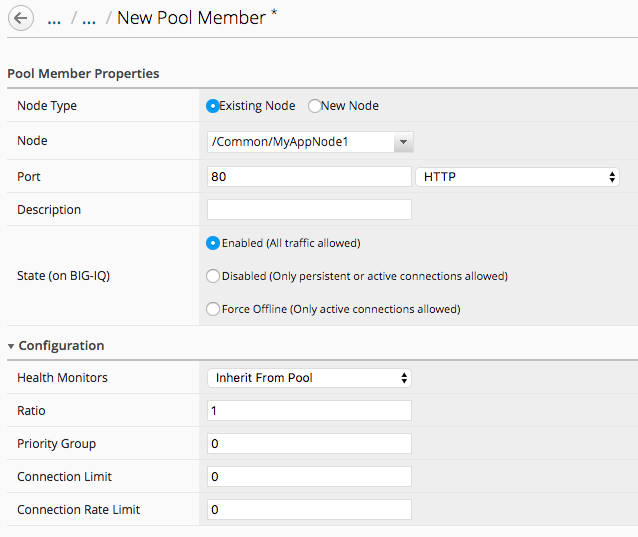 ... / ... / New Pool Member *
Pool Member Properties
Node Type Existing Node New Node
Node /Common/MyAppNode1
Port 80 HTTP
Description
State (on BIG-IQ) Enabled (All traffic allowed)
Disabled (Only persistent or active connections allowed)
Force Offline (Only active connections allowed)
Configuration
Health Monitors Inherit From Pool
Ratio 1
Priority Group 0
Connection Limit 0
Connection Rate Limit 0